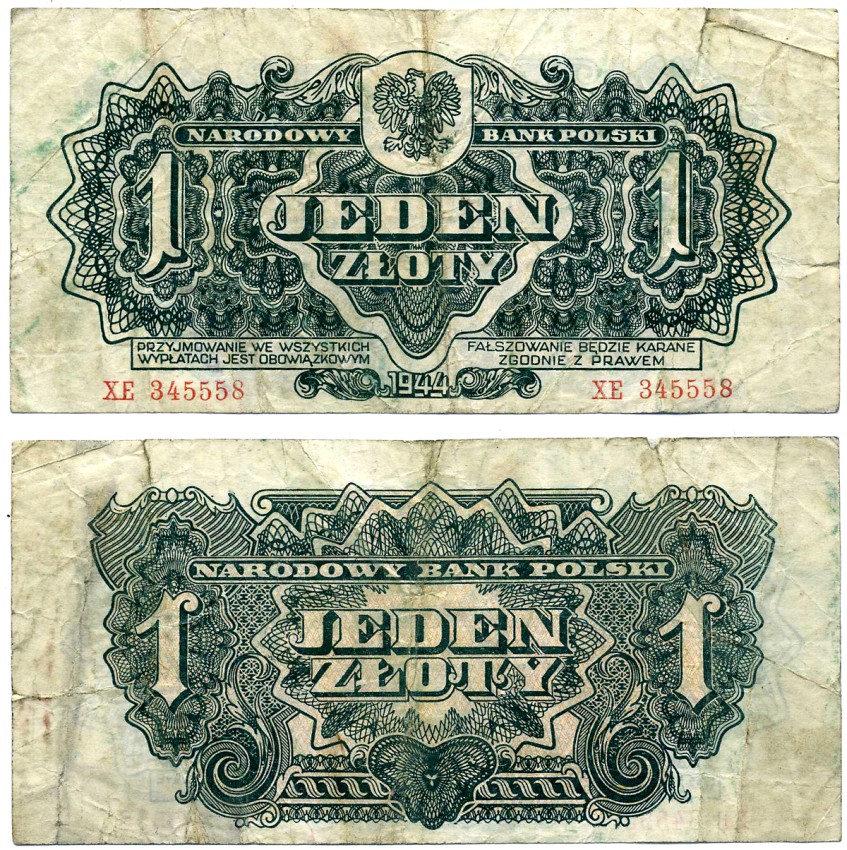 NARODOWY BANK POLSKI
1 1
JEDEN
ZŁOTY
PRZYJMOWANIE WE WSZYSTKICH
WYPŁATACH JEST OBOWIĄZKOWYM
FAŁSZOWANIE BĘDZIE KARANE
ZGODNIE Z PRAWEM
XE 345558 1944 XE 345558
NARODOWY BANK POLSKI
1 1
JEDEN
ZŁOTY